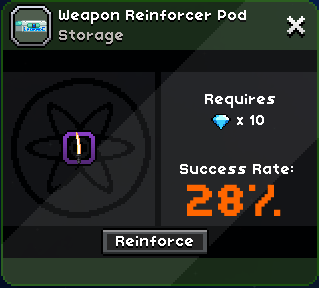 Weapon Reinforcer Pod
Storage
Requires
x 10
Success Rate:
28%
Reinforce